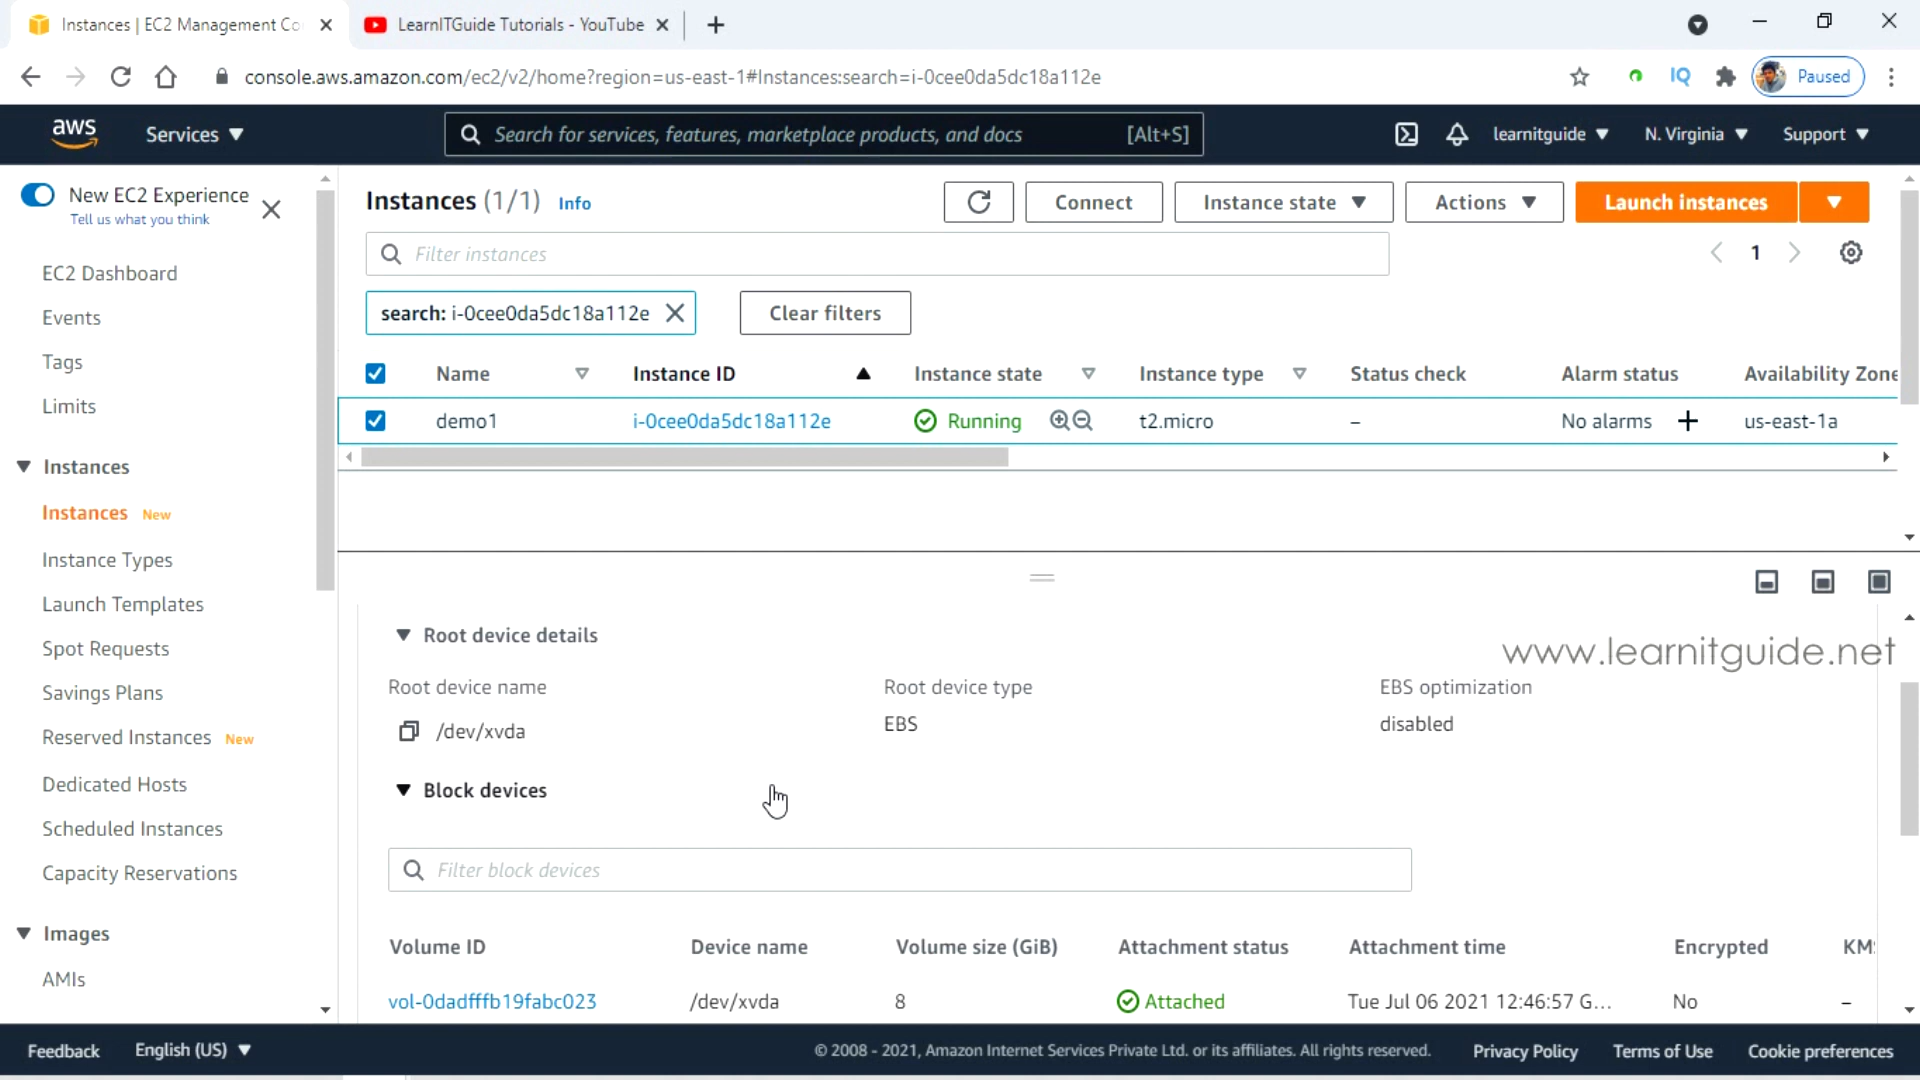 Instances | EC2 Management Co
LearnITGuide Tutorials - YouTube
console.aws.amazon.com/ec2/v2/home?region=us-east-1#Instances:search=i-0cee0da5dc18a112e
IQ
Paused
aws
Services
Search for services, features, marketplace products, and docs
[Alt+S]
learnitguide
N. Virginia
Support
New EC2 Experience
Tell us what you think
EC2 Dashboard
Events
Tags
Limits
Instances
Instances New
Instance Types
Launch Templates
Spot Requests
Savings Plans
Reserved Instances New
Dedicated Hosts
Scheduled Instances
Capacity Reservations
Images
AMIs
Instances (1/1) Info
Connect
Instance state
Actions
Launch instances
Filter instances
1
search: i-0cee0da5dc18a112e
Clear filters
Name Instance ID Instance state Instance type Status check Alarm status Availability Zone
demo1 i-0cee0da5dc18a112e Running t2.micro – No alarms + us-east-1a
www.learnitguide.net
Root device details
Root device name Root device type EBS optimization
/dev/xvda EBS disabled
Block devices
Filter block devices
Volume ID Device name Volume size (GiB) Attachment status Attachment time Encrypted KM
vol-0dadfffb19fabc023 /dev/xvda 8 Attached Tue Jul 06 2021 12:46:57 G... No –
Feedback
English (US)
© 2008 - 2021, Amazon Internet Services Private Ltd. or its affiliates. All rights reserved.
Privacy Policy
Terms of Use
Cookie preferences